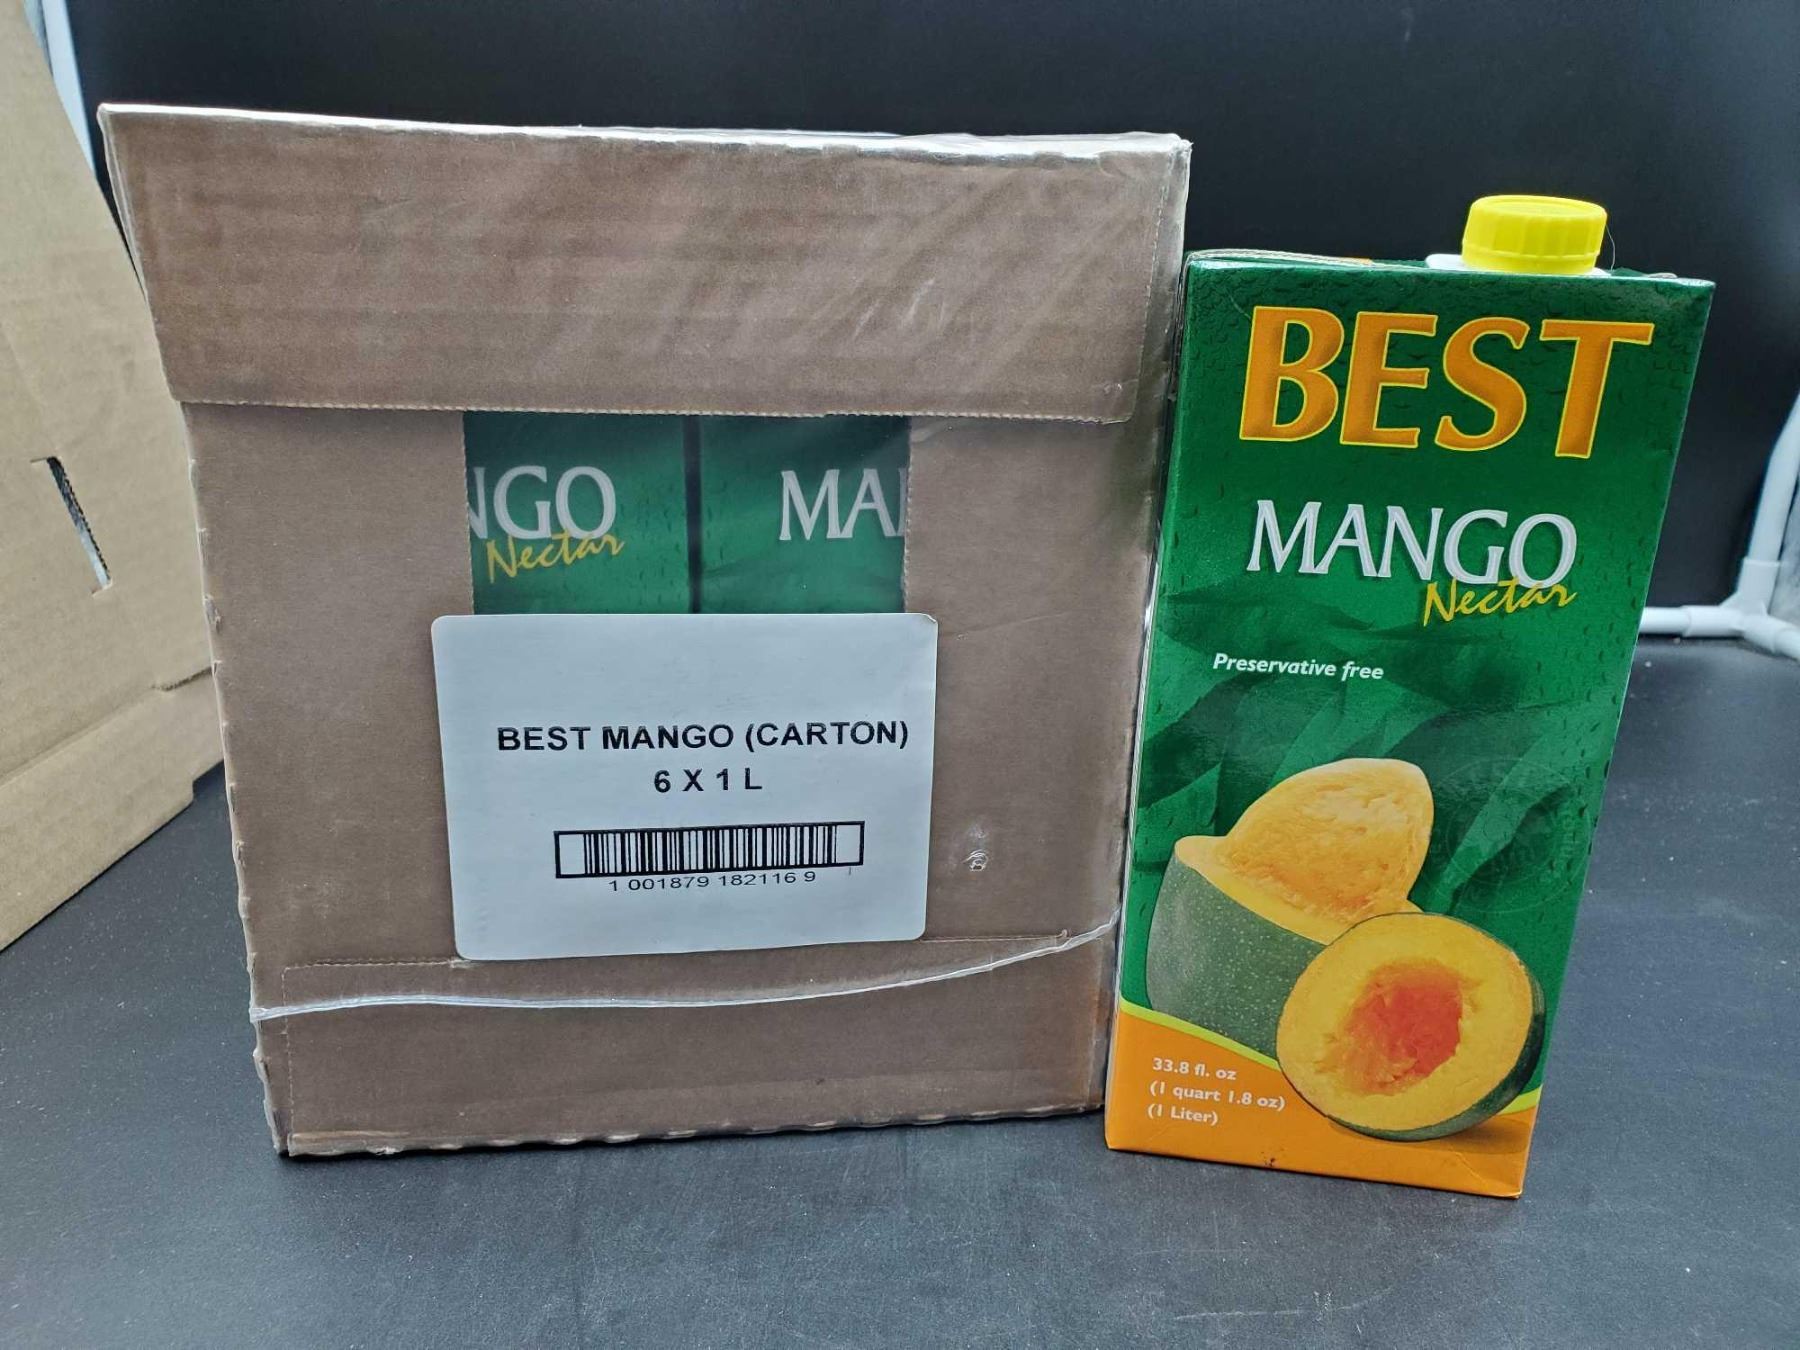 NGO
Nectar
MA
BEST MANGO (CARTON)
6 X 1 L
1 001879 182116 9
BEST
MANGO
Nectar
Preservative free
33.8 fl. oz
(1 quart 1.8 oz)
(1 Liter)